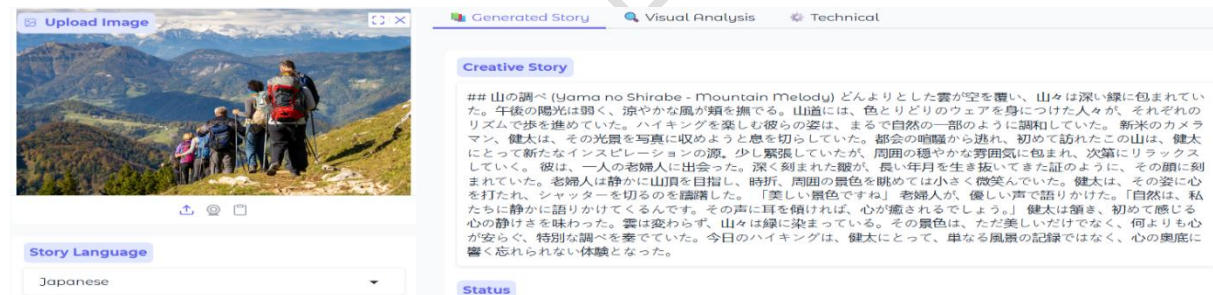 Upload Image
Generated Story
Visual Analysis
Technical
Creative Story
## 山の調べ (Yama no Shirabe - Mountain Melody) どんよりとした雲が空を覆い、山々は深い緑に包まれてい
た。午後の陽光は弱く、涼やかな風が頬を撫でる。山道には、色とりどりのウェアを身につけた人々が、それぞれの
リズムで歩を進めていた。ハイキングを楽しむ彼らの姿は、まるで自然の一部のように調和していた。 新米のカメラ
マン、健太は、その光景を写真に収めようと息を切らしていた。都会の喧騒から逃れ、初めて訪れたこの山は、健太
にとって新たなインスピレーションの源。少し緊張していたが、周囲の穏やかな雰囲気に包まれ、次第にリラックス
していく。 彼は、一人の老婦人に出会った。深く刻まれた皺が、長い年月を生き抜いてきた証のように、その顔に刻
まれていた。老婦人は静かに山頂を目指し、時折、周囲の景色を眺めては小さく微笑んでいた。健太は、その姿に心
を打たれ、シャッターを切るのを躊躇した。 「美しい景色ですね」 老婦人が、優しい声で語りかけた。「自然は、私
たちに静かに語りかけてくるんです。その声に耳を傾ければ、心が癒されるでしょう。」 健太は頷き、初めて感じる
心の静けさを味わった。雲は変わらず、山々は緑に染まっている。その景色は、ただ美しいだけでなく、何よりも心
が安らぐ、特別な調べを奏でていた。今日のハイキングは、健太にとって、単なる風景の記録ではなく、心の奥底に
響く忘れられない体験となった。
Story Language
Japanese
Status